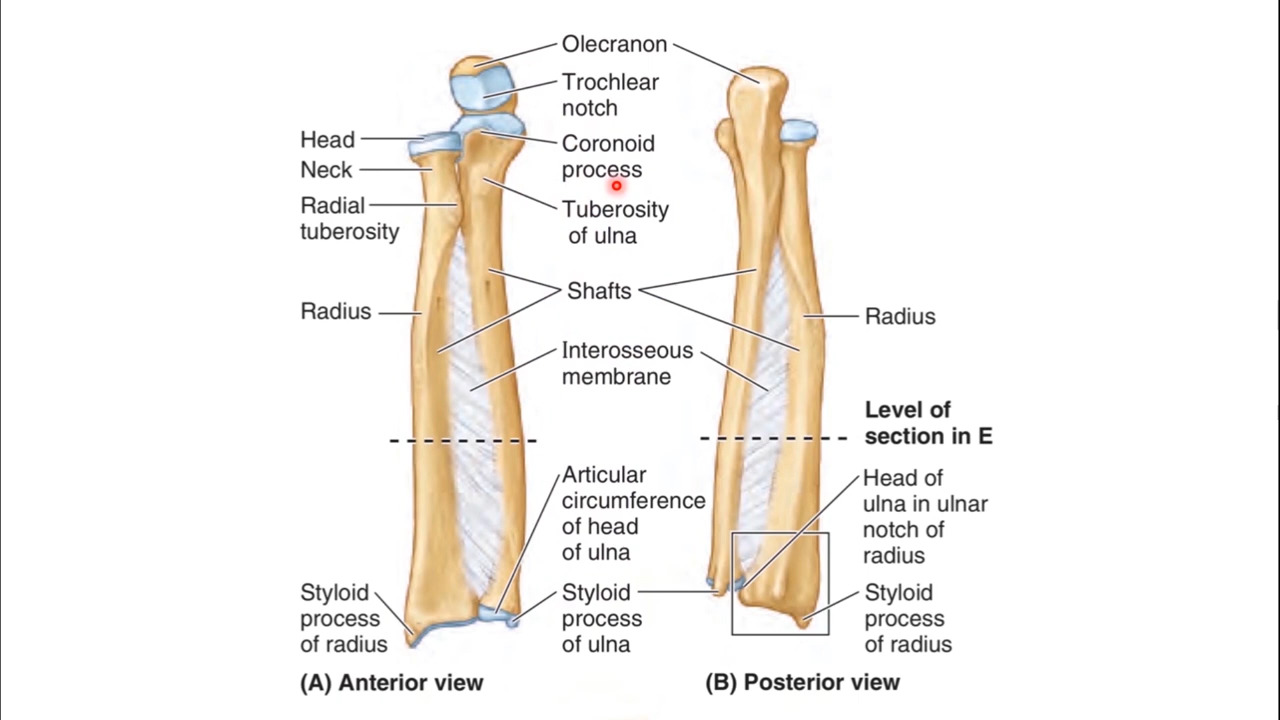 Olecranon
Trochlear
notch
Head
Coronoid
process
Neck
Radial
tuberosity
Tuberosity
of ulna
Shafts
Radius
Radius
Interosseous
membrane
Level of
section in E
Articular
circumference
of head
of ulna
Head of
ulna in ulnar
notch of
radius
Styloid
process
of radius
Styloid
process
of ulna
Styloid
process
of radius
(A) Anterior view
(B) Posterior view